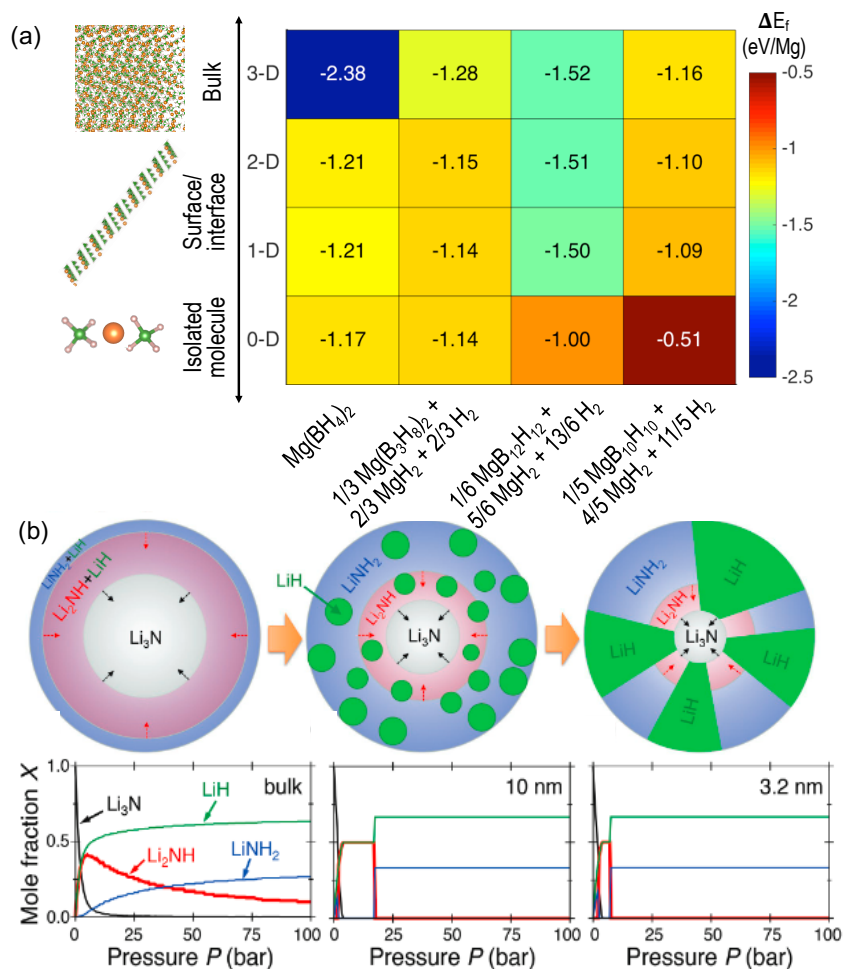 (a)
ΔE_f
(eV/Mg)
Bulk
Surface/
interface
Isolated
molecule
3-D
2-D
1-D
0-D
-2.38 -1.28 -1.52 -1.16
-1.21 -1.15 -1.51 -1.10
-1.21 -1.14 -1.50 -1.09
-1.17 -1.14 -1.00 -0.51
-0.5
-1
-1.5
-2
-2.5
Mg(BH₄)₂
1/3 Mg(B₃H₈)₂ +
2/3 MgH₂ + 2/3 H₂
1/6 MgB₁₂H₁₂ +
5/6 MgH₂ + 13/6 H₂
1/5 MgB₁₀H₁₀ +
4/5 MgH₂ + 11/5 H₂
(b)
LiNH₂+LiH
Li₂NH+LiH
Li₃N
LiH
LiNH₂
Li₂NH
Li₃N
LiNH₂
LiH
Li₂NH
Li₃N
LiH
LiH
LiH
Mole fraction X
1.0
0.5
0.0
bulk
Li₃N
LiH
Li₂NH
LiNH₂
0 25 50 75 100
Pressure P (bar)
10 nm
0 25 50 75 100
Pressure P (bar)
3.2 nm
0 25 50 75 100
Pressure P (bar)